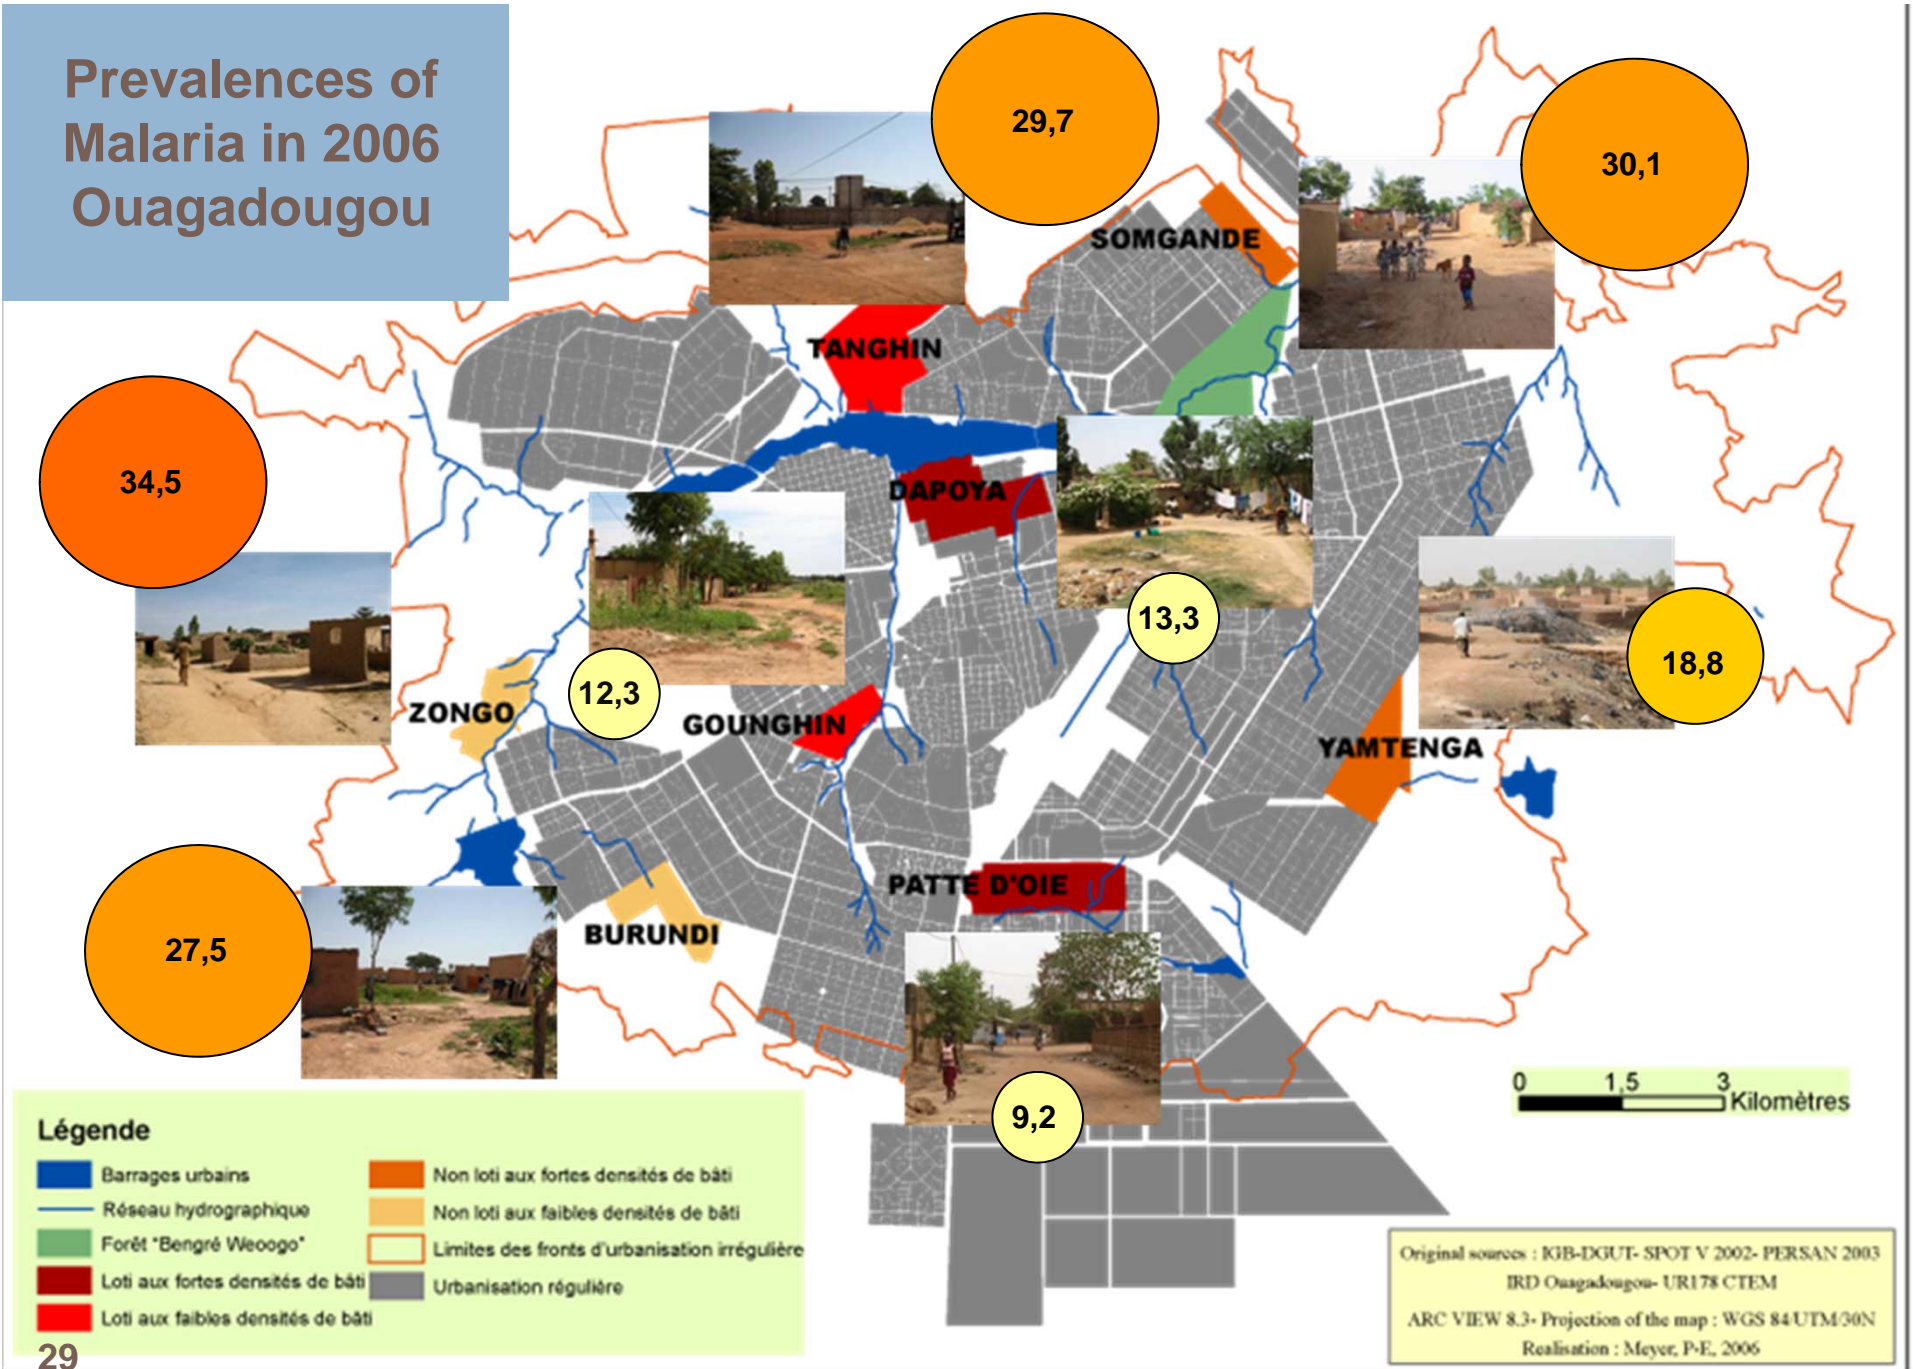 Prevalences of
Malaria in 2006
Ouagadougou
29,7
30,1
SOMGANDE
TANGHIN
34,5
DAPOYA
13,3
18,8
ZONGO
12,3
GOUNGHIN
YAMTENGA
27,5
PATTE D'OIE
BURUNDI
9,2
0 1,5 3
Kilomètres
Légende
Barrages urbains
Réseau hydrographique
Forêt "Bengré Weoogo"
Loti aux fortes densités de bâti
Loti aux faibles densités de bâti
Non loti aux fortes densités de bâti
Non loti aux faibles densités de bâti
Limites des fronts d'urbanisation irrégulière
Urbanisation régulière
Original sources : IGB-DGUT- SPOT V 2002- PERSAN 2003
IRD Ouagadougou- UR178 CTEM
ARC VIEW 8.3- Projection of the map : WGS 84/UTM/30N
Realisation : Meyer, P-E, 2006
29